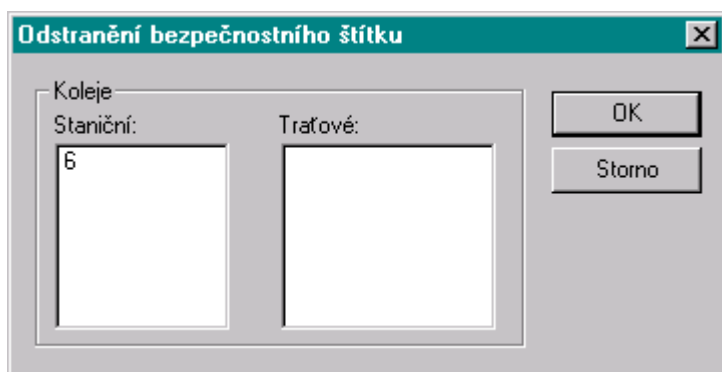 Odstranění bezpečnostního štítku
Koleje
Staniční:
Traťové:
6
OK
Storno